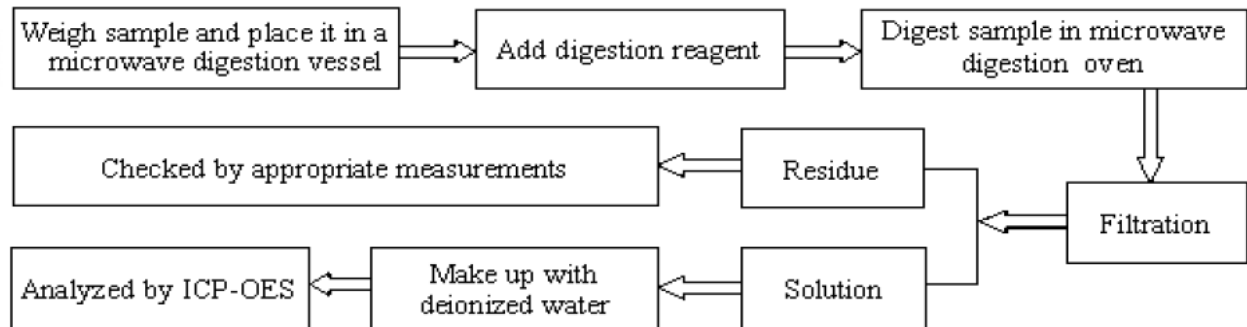 Weigh sample and place it in a
microwave digestion vessel
Add digestion reagent
Digest sample in microwave
digestion oven
Filtration
Residue
Checked by appropriate measurements
Solution
Make up with
deionized water
Analyzed by ICP-OES